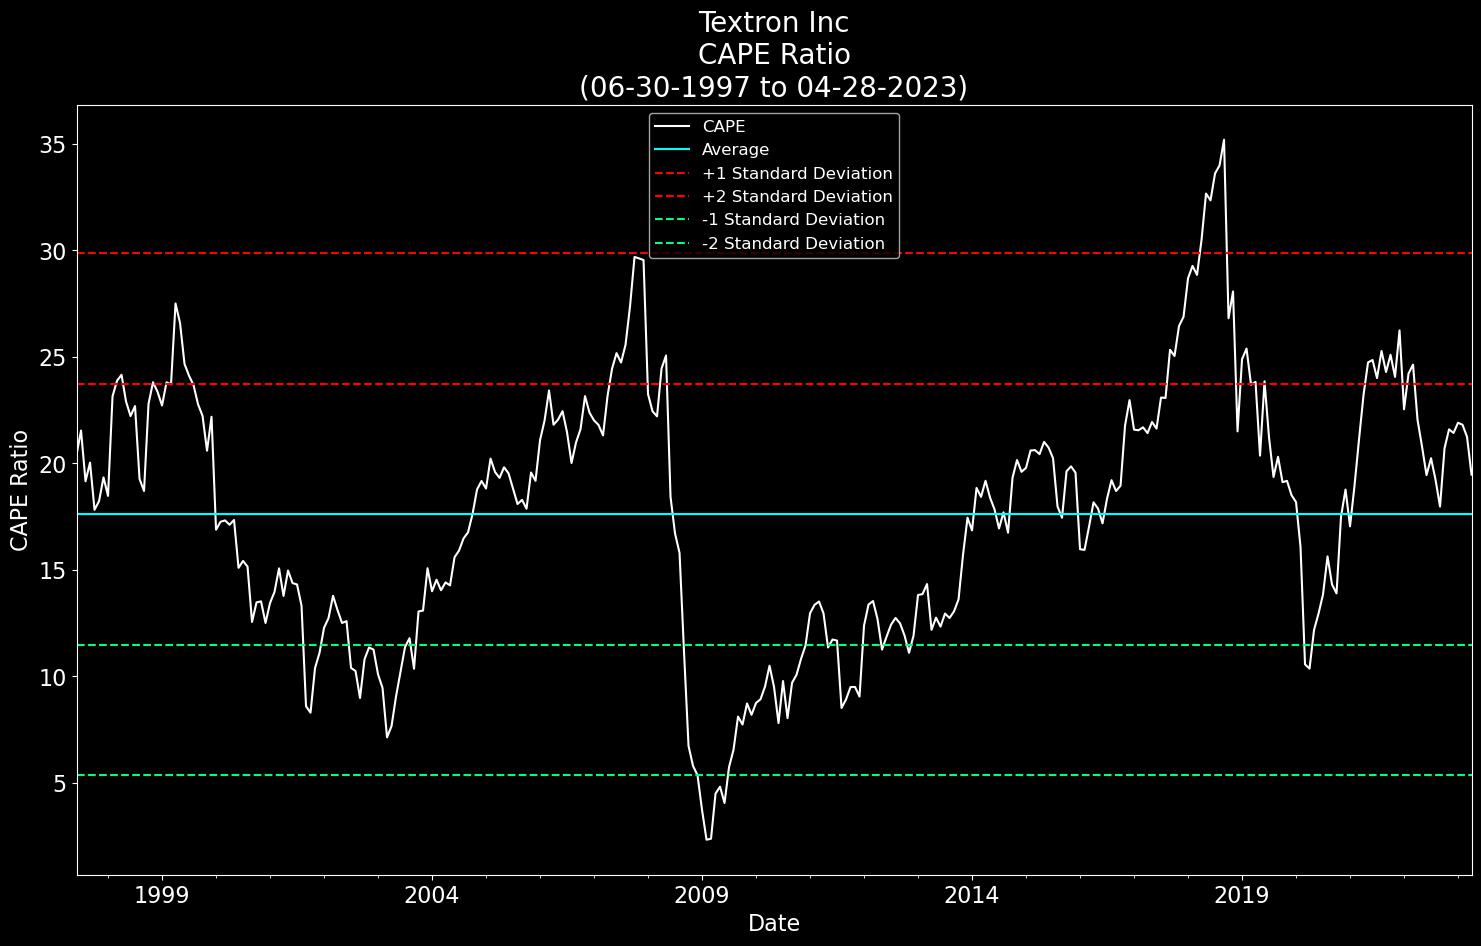 Textron Inc
CAPE Ratio
(06-30-1997 to 04-28-2023)
CAPE
Average
+1 Standard Deviation
+2 Standard Deviation
-1 Standard Deviation
-2 Standard Deviation
CAPE Ratio
35
30
25
20
15
10
5
1999 2004 2009 2014 2019
Date